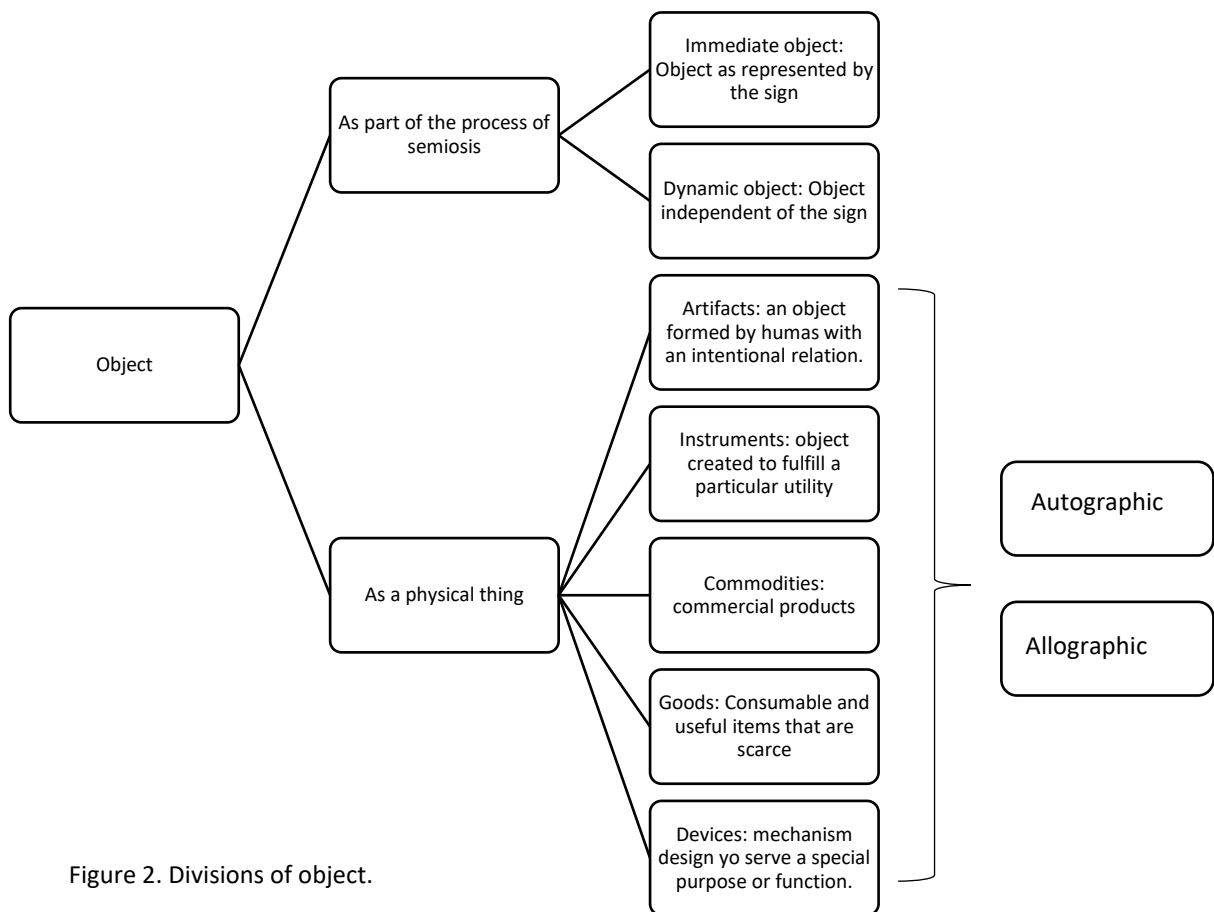 Immediate object:
Object as represented by
the sign
As part of the process of
semiosis
Dynamic object: Object
independent of the sign
Object
Artifacts: an object
formed by humas with
an intentional relation.
Instruments: object
created to fulfill a
particular utility
As a physical thing
Commodities:
commercial products
Goods: Consumable and
useful items that are
scarce
Devices: mechanism
design yo serve a special
purpose or function.
Autographic
Allographic
Figure 2. Divisions of object.